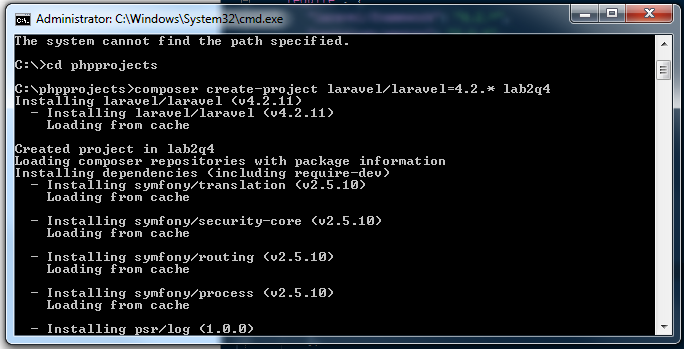 Administrator: C:\Windows\System32\cmd.exe
The system cannot find the path specified.
C:\>cd phpprojects
C:\phpprojects>composer create-project laravel/laravel=4.2.* lab2q4
Installing laravel/laravel (v4.2.11)
  - Installing laravel/laravel (v4.2.11)
    Loading from cache
Created project in lab2q4
Loading composer repositories with package information
Installing dependencies (including require-dev)
  - Installing symfony/translation (v2.5.10)
    Loading from cache
  - Installing symfony/security-core (v2.5.10)
    Loading from cache
  - Installing symfony/routing (v2.5.10)
    Loading from cache
  - Installing symfony/process (v2.5.10)
    Loading from cache
  - Installing psr/log (1.0.0)